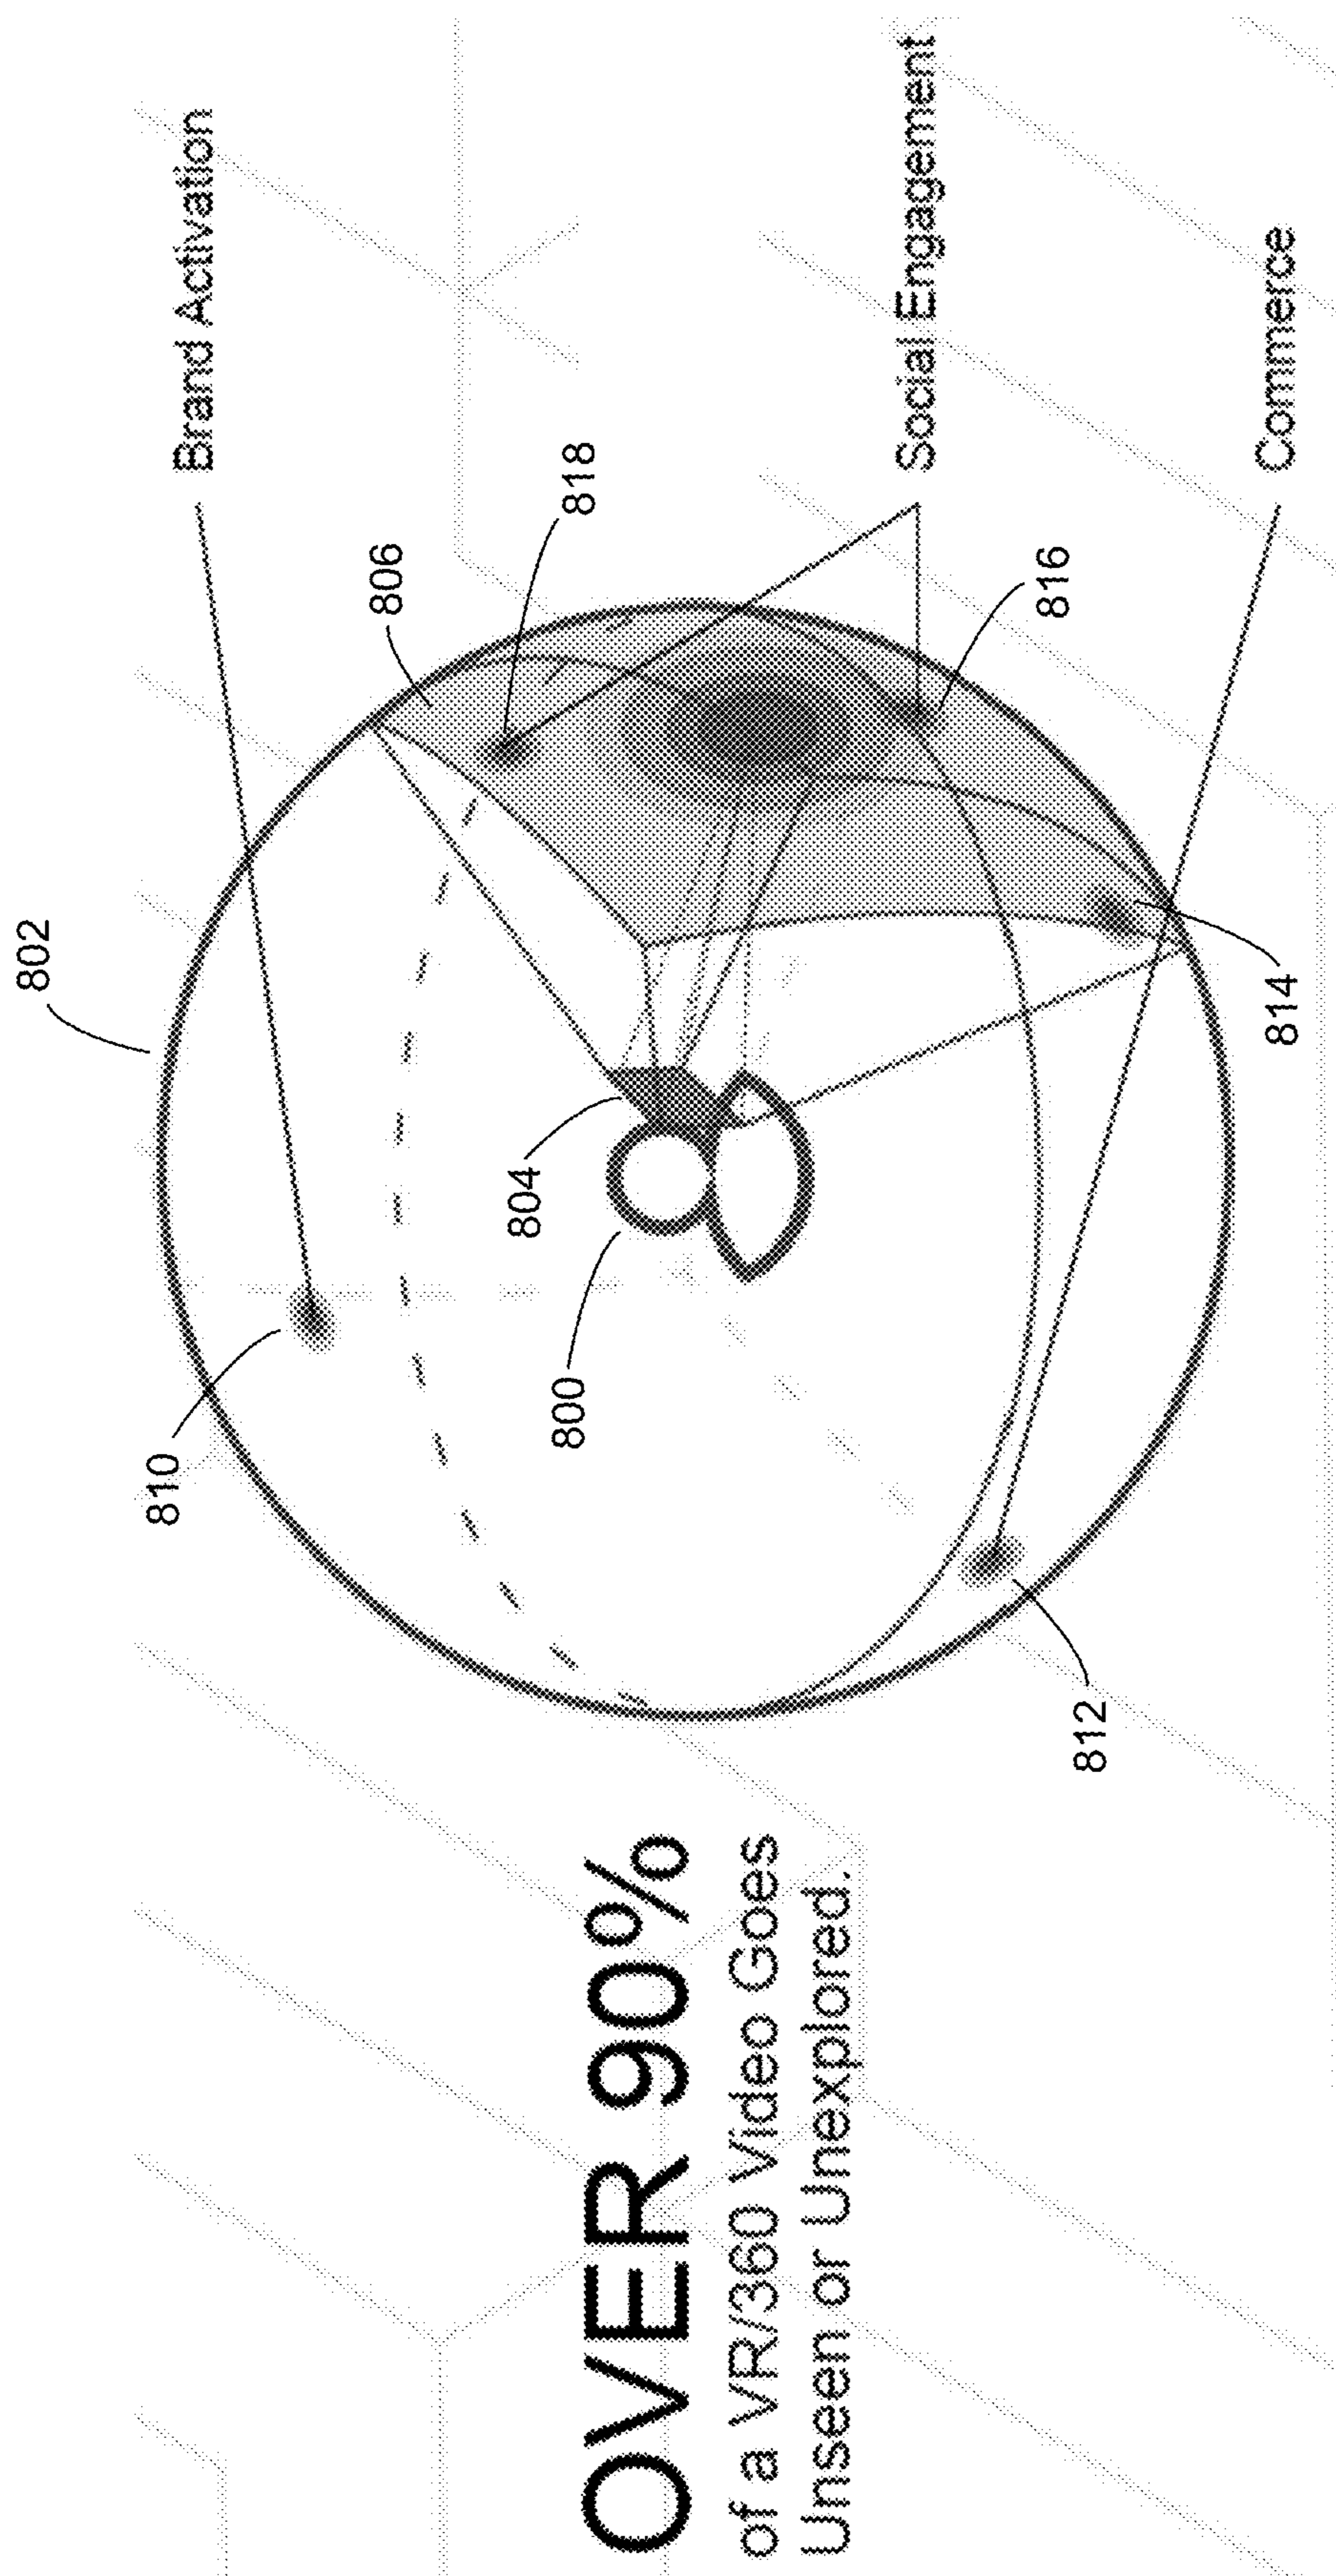 OVER 90%
of a VR/360 Video Goes
Unseen or Unexplored.
802
810
806
818
804
800
812
814
816
Brand Activation
Social Engagement
Commerce